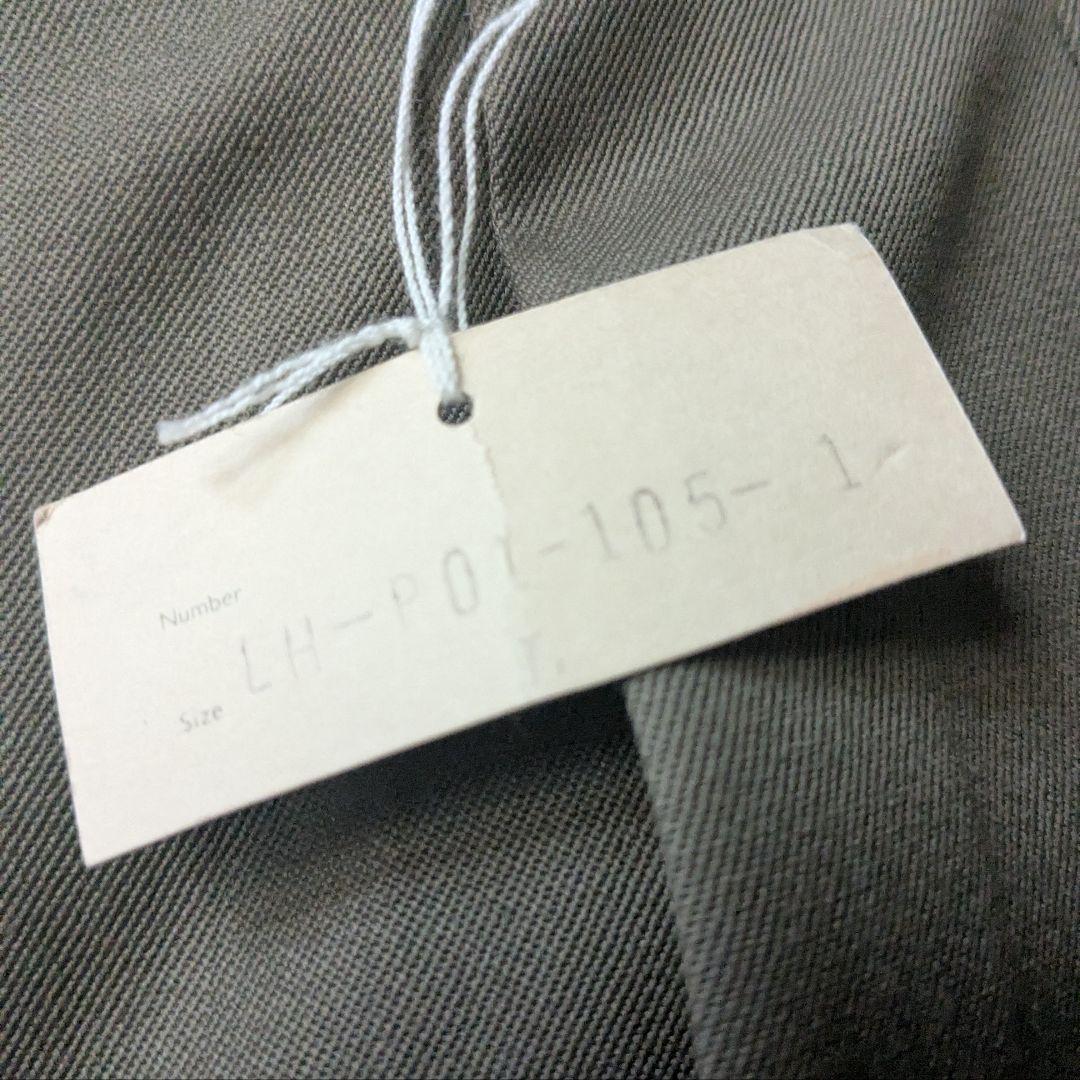 Number
LH-P01-105- 1
Size